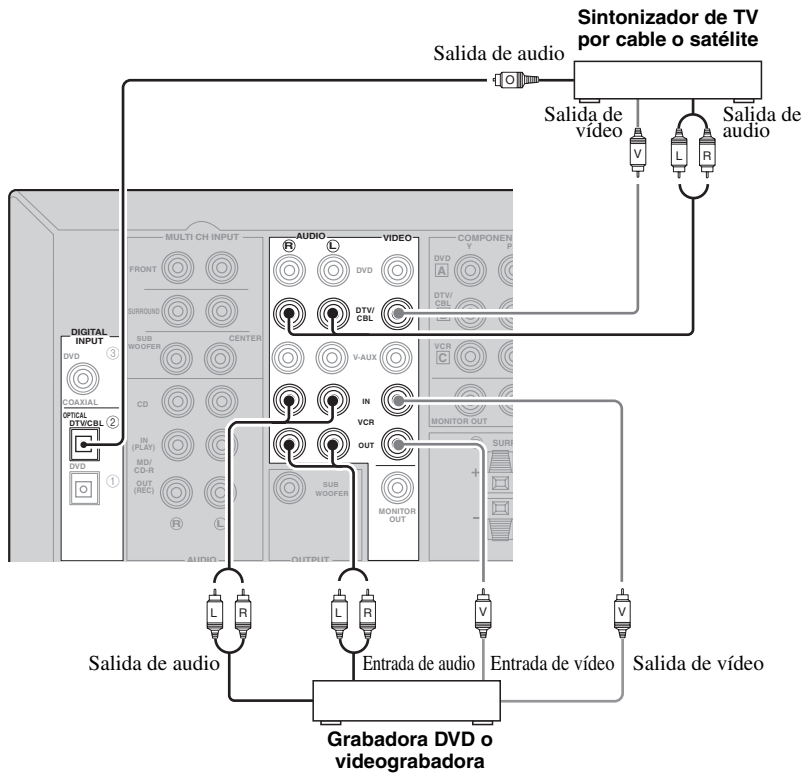 Sintonizador de TV
por cable o satélite
Salida de audio
O
Salida de
vídeo
Salida de
audio
V
L
R
MULTI CH INPUT
AUDIO
VIDEO
R
L
COMPONEN
Y
P
FRONT
DVD
DVD
A
SURROUND
DTV/
CBL
DTV/
CBL
DIGITAL
INPUT
SUB
WOOFER
CENTER
DVD
③
V-AUX
VCR
C
COAXIAL
CD
IN
OPTICAL
DTV/CBL
②
VCR
MONITOR OUT
IN
(PLAY)
OUT
SURR
DVD
①
MD/
CD-R
OUT
(REC)
SUB
WOOFER
+
R
L
MONITOR
OUT
–
AUDIO
OUTPUT
L
R
L
R
V
V
Salida de audio
Entrada de audio
Entrada de vídeo
Salida de vídeo
Grabadora DVD o
videograbadora